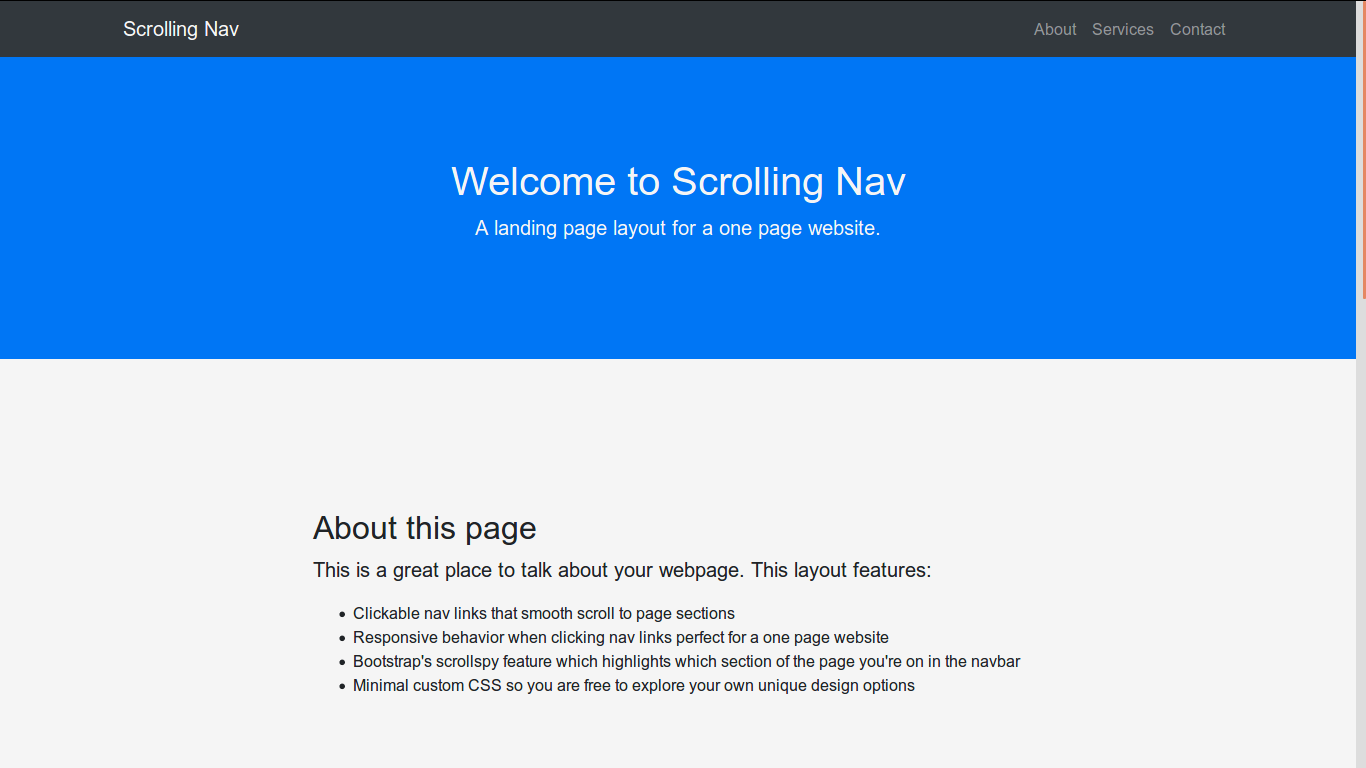 Scrolling Nav
About Services Contact
Welcome to Scrolling Nav
A landing page layout for a one page website.
About this page
This is a great place to talk about your webpage. This layout features:
Clickable nav links that smooth scroll to page sections
Responsive behavior when clicking nav links perfect for a one page website
Bootstrap's scrollspy feature which highlights which section of the page you're on in the navbar
Minimal custom CSS so you are free to explore your own unique design options